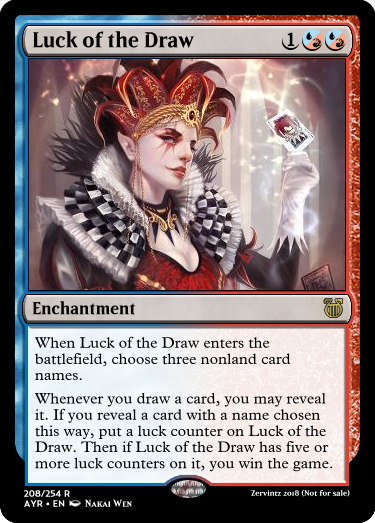 Luck of the Draw 1
Enchantment
When Luck of the Draw enters the
battlefield, choose three nonland card
names.
Whenever you draw a card, you may reveal
it. If you reveal a card with a name chosen
this way, put a luck counter on Luck of the
Draw. Then if Luck of the Draw has five or
more luck counters on it, you win the game.
208/254 R
AYR • EN Nakai Wen
Zervintz 2018 (Not for sale)